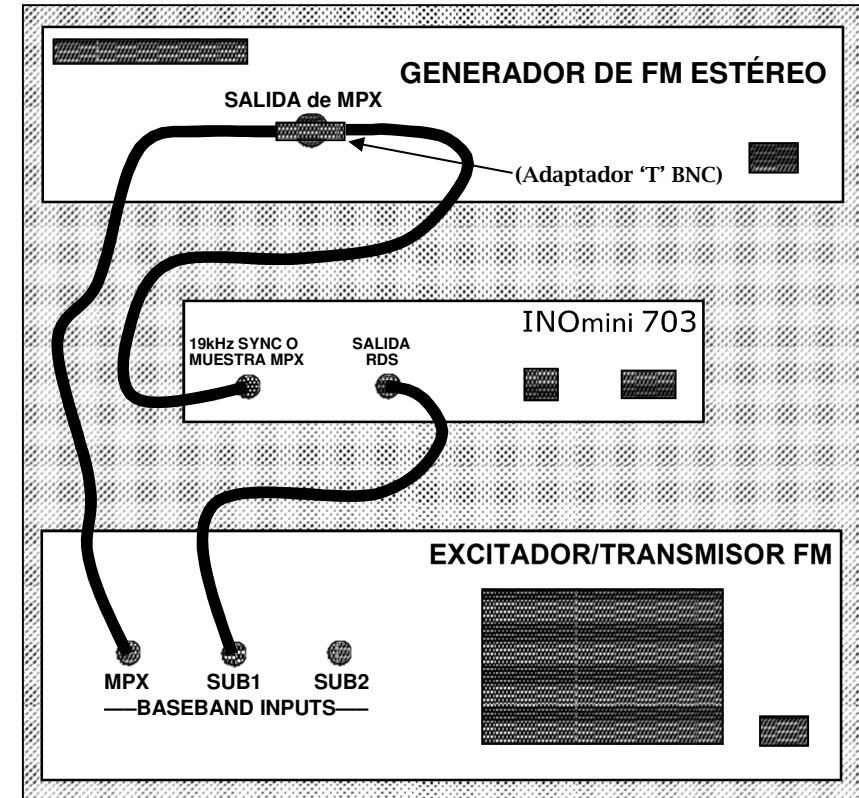 GENERADOR DE FM ESTÉREO
SALIDA de MPX
(Adaptador ‘T’ BNC)
INOmini 703
19kHz SYNC O
MUESTRA MPX
SALIDA
RDS
EXCITADOR/TRANSMISOR FM
MPX SUB1 SUB2
—–BASEBAND INPUTS—–